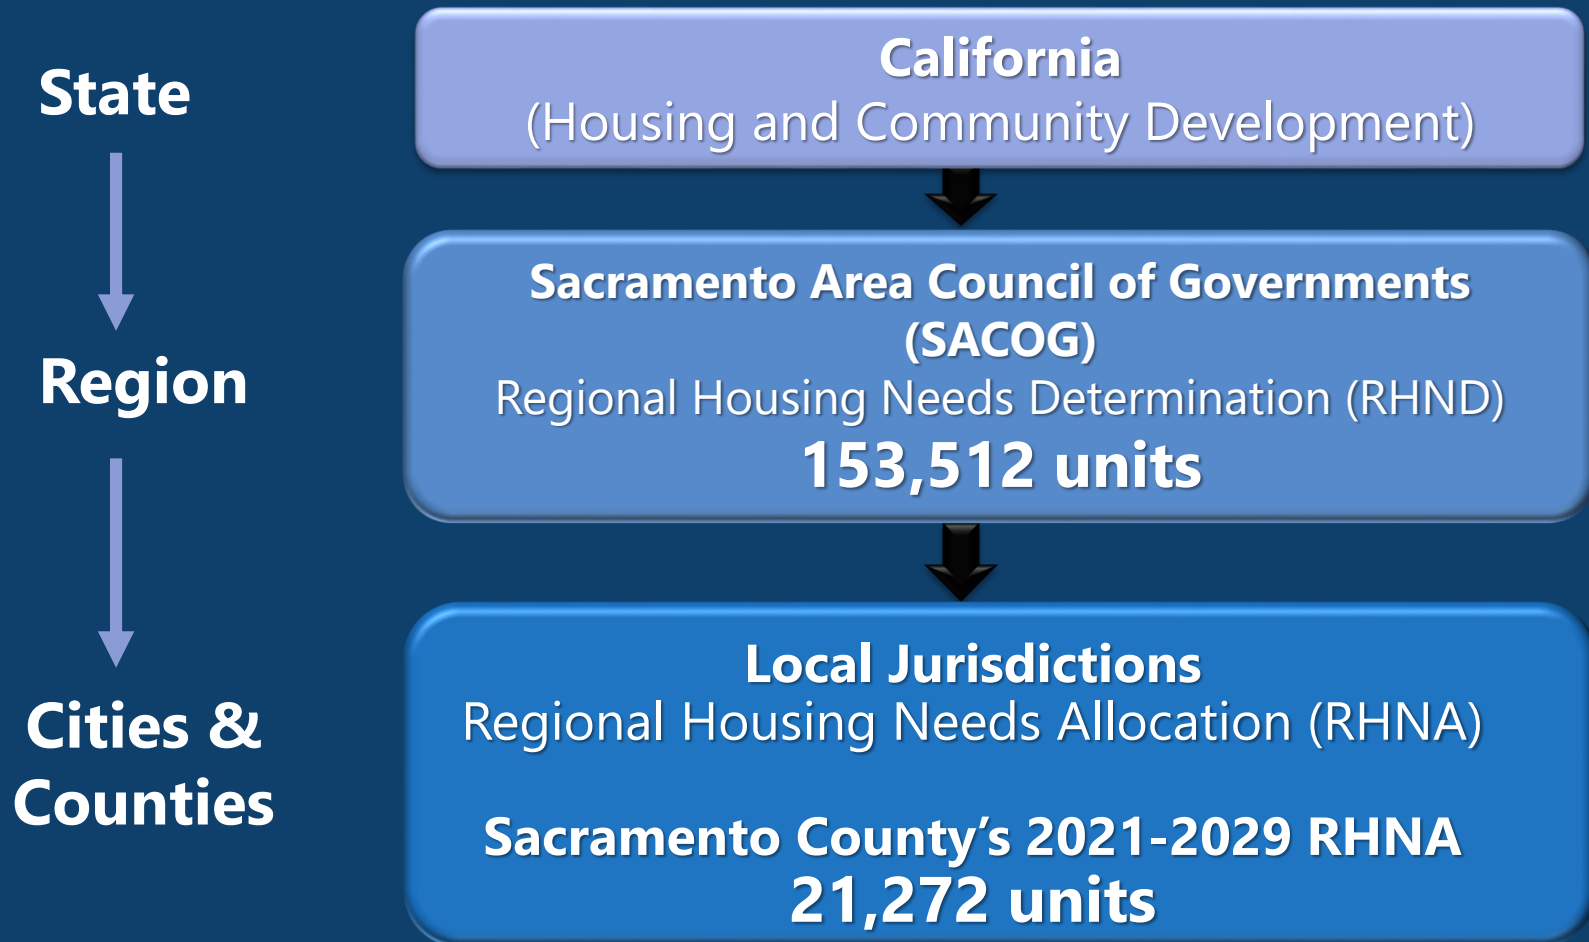 State
California
(Housing and Community Development)
Region
Sacramento Area Council of Governments
(SACOG)
Regional Housing Needs Determination (RHND)
153,512 units
Cities &
Counties
Local Jurisdictions
Regional Housing Needs Allocation (RHNA)
Sacramento County’s 2021-2029 RHNA
21,272 units